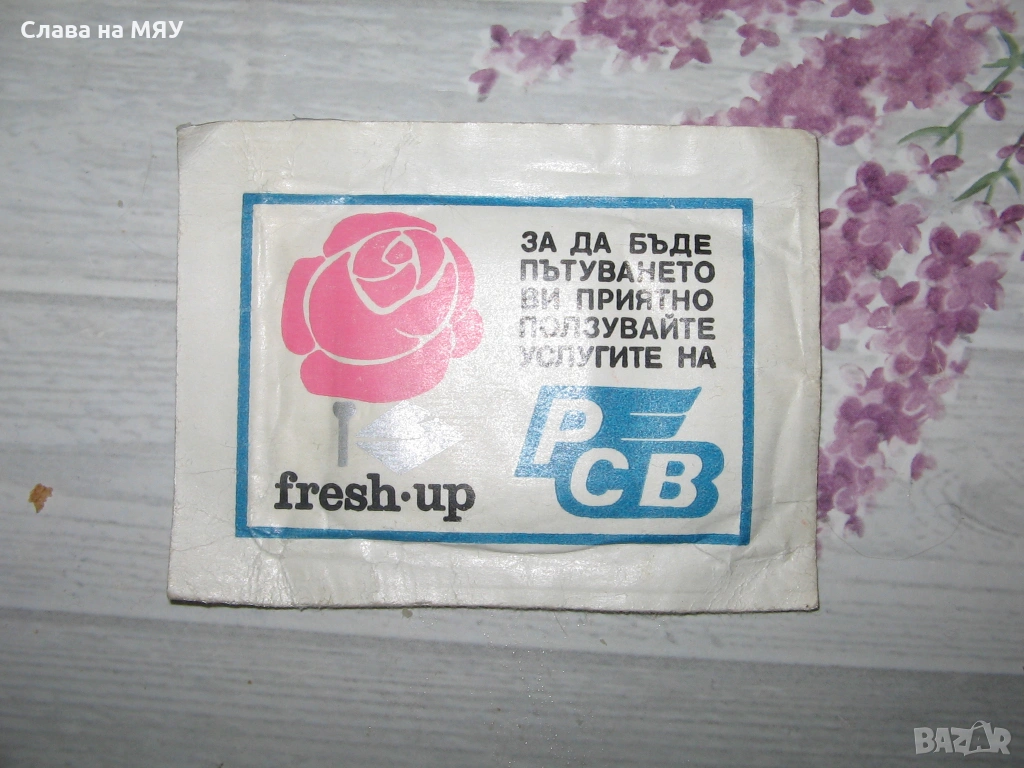 Слава на МЯУ
ЗА ДА БЪДЕ
ПЪТУВАНЕТО
ВИ ПРИЯТНО
ПОЛЗУВАЙТЕ
УСЛУГИТЕ НА
РСВ
fresh·up
BAZAR